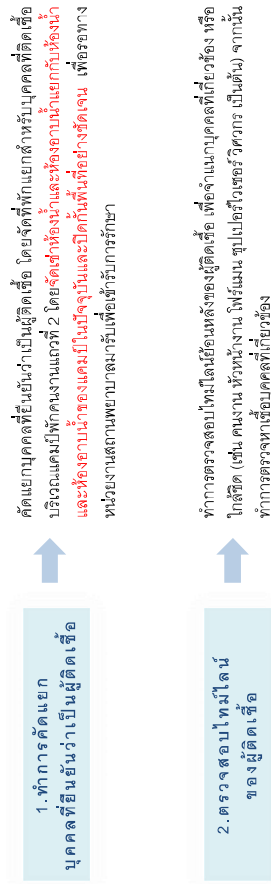 1.ทำการคัดแยก
บุคคลที่ยืนยันว่าเป็นผู้ติดเชื้อ
คัดแยกบุคคลที่ยืนยันว่าเป็นผู้ติดเชื้อ โดยจัดที่พักแยกสำหรับบุคคลที่ติดเชื้อ
บริเวณแคมป์พักคนงานแถวที่ 2 โดยจัดเช่าห้องน้ำและห้องอาบน้ำแยกกับห้องน้ำ
และห้องอาบน้ำของแคมป์ในปัจจุบันและปิดกั้นพื้นที่อย่างชัดเจน เพื่อรอทาง
หน่วยงานสถานพยาบาลมารับเพื่อเข้ารับการรักษา
2.ตรวจสอบไทม์ไลน์
ของผู้ติดเชื้อ
ทำการตรวจสอบไทม์ไลน์ย้อนหลังของผู้ติดเชื้อ เพื่อจำแนกบุคคลที่เกี่ยวข้อง หรือ
ใกล้ชิด (เช่น คนงาน หัวหน้างาน โฟร์แมน ซุปเปอร์ไวเซอร์ วิศวกร เป็นต้น) จากนั้น
ทำการตรวจหาเชื้อบุคคลที่เกี่ยวข้อง